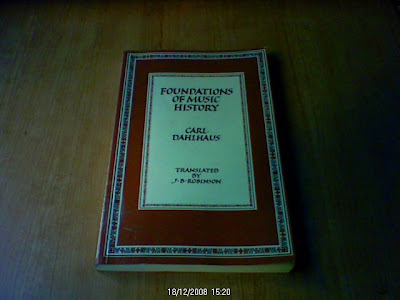 FOUNDATIONS
OF MUSIC
HISTORY
CARL
DAHLHAUS
TRANSLATED
BY
J·B·ROBINSON
18/12/2008 15:20